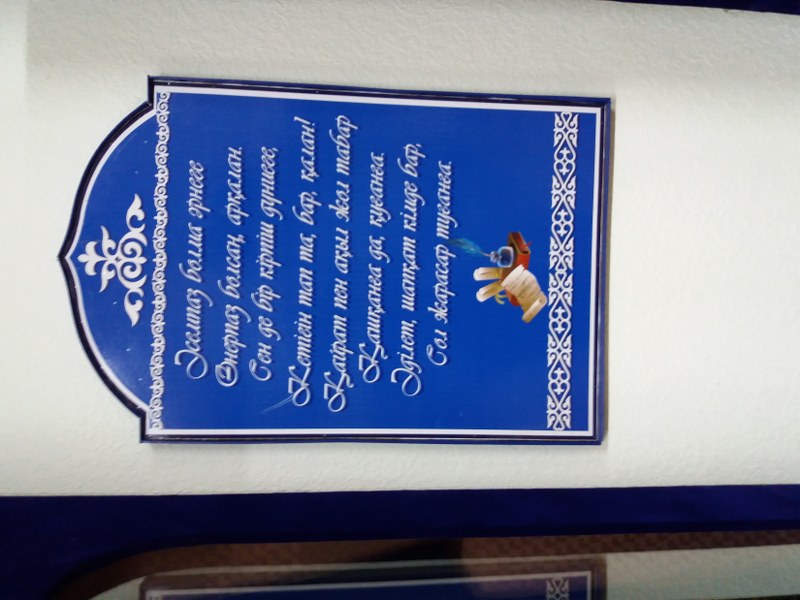 Әсемпаз болма әрнеге
Өнерпаз болсаң, арқалан.
Сен де бір кірпіш дүниеге,
Кетігін тап та, бар, қалан!
Қайрат пен ақыл жол табар
Қашқанға да, қуғанға.
Әділет, шапқат кімде бар,
Сол жарасар туғанға.